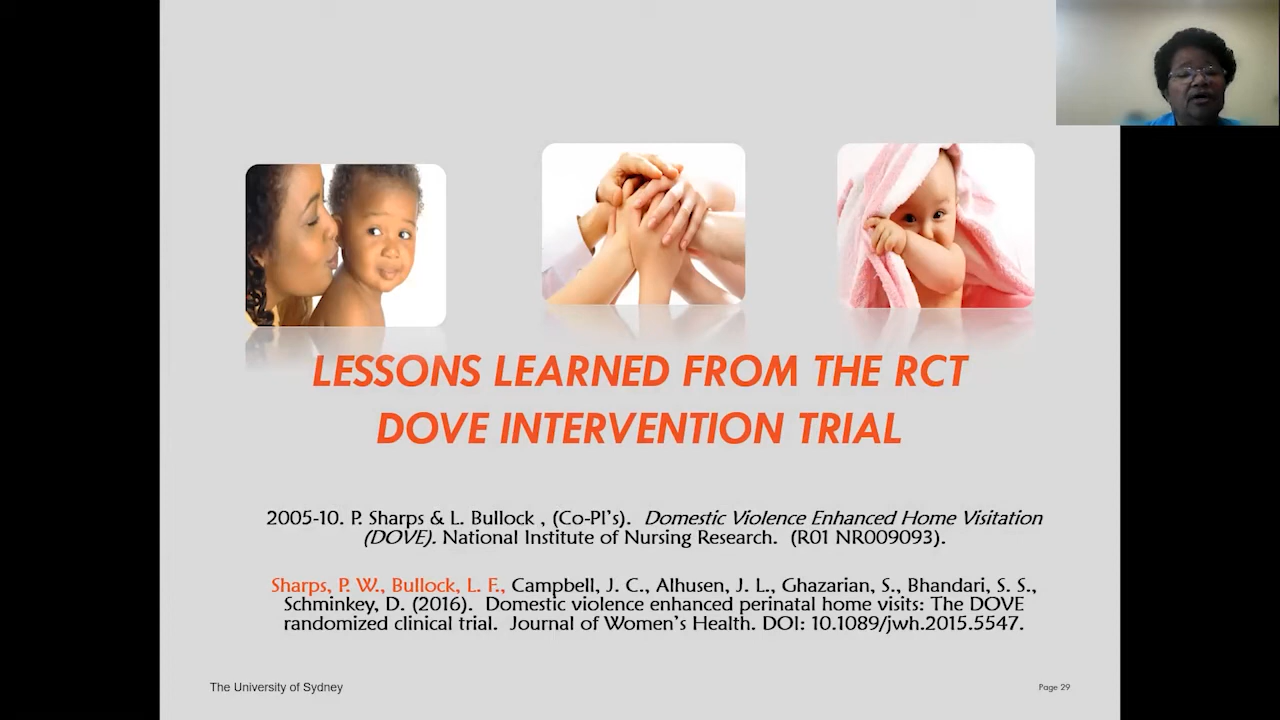 LESSONS LEARNED FROM THE RCT
DOVE INTERVENTION TRIAL
2005-10. P. Sharps & L. Bullock , (Co-PI's). Domestic Violence Enhanced Home Visitation
(DOVE). National Institute of Nursing Research. (R01 NR009093).
Sharps, P. W., Bullock, L. F., Campbell, J. C., Alhusen, J. L., Ghazarian, S., Bhandari, S. S.,
Schminkey, D. (2016). Domestic violence enhanced perinatal home visits: The DOVE
randomized clinical trial. Journal of Women's Health. DOI: 10.1089/jwh.2015.5547.
The University of Sydney
Page 29